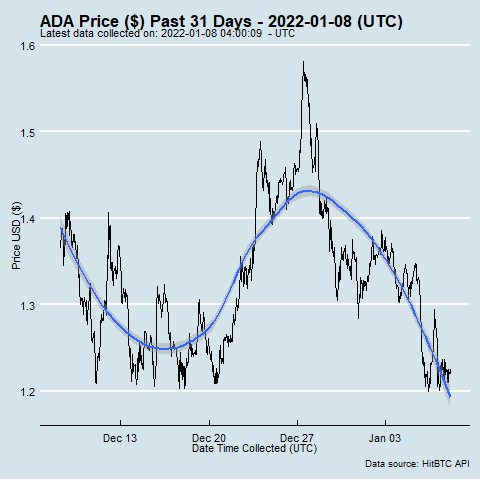 ADA Price ($) Past 31 Days - 2022-01-08 (UTC)
Latest data collected on: 2022-01-08 04:00:09 - UTC
1.6
1.5
1.4
1.3
1.2
Price USD ($)
Dec 13 Dec 20 Dec 27 Jan 03
Date Time Collected (UTC)
Data source: HitBTC API